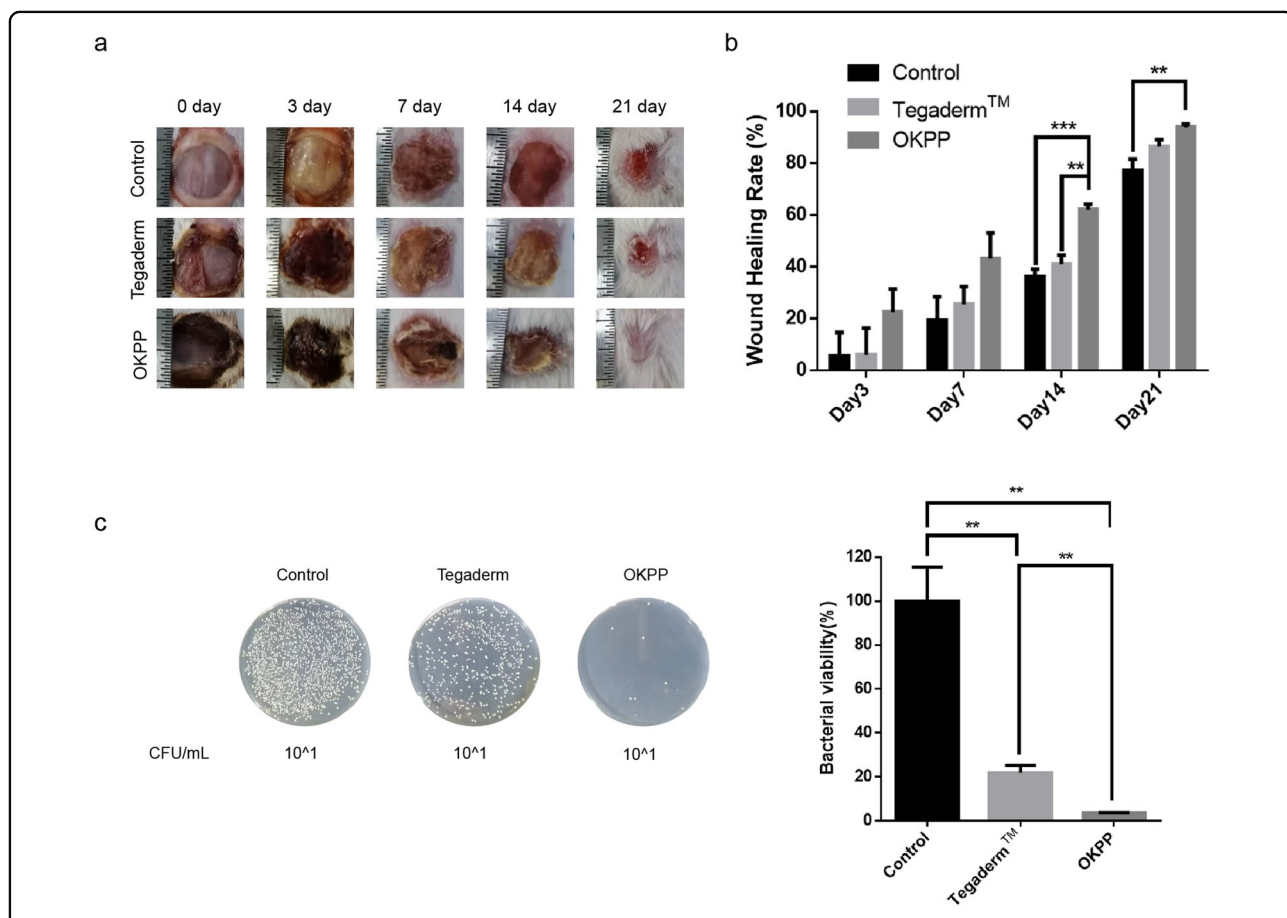 a
0 day 3 day 7 day 14 day 21 day
Control
Tegaderm
OKPP
b
Control
Tegaderm™
OKPP
** 
***
**
Wound Healing Rate (%)
100
80
60
40
20
0
Day3 Day7 Day14 Day21
c
Control Tegaderm OKPP
CFU/mL 10^1 10^1 10^1
**
**
**
Bacterial viability(%)
120
100
80
60
40
20
0
Control Tegaderm™ OKPP